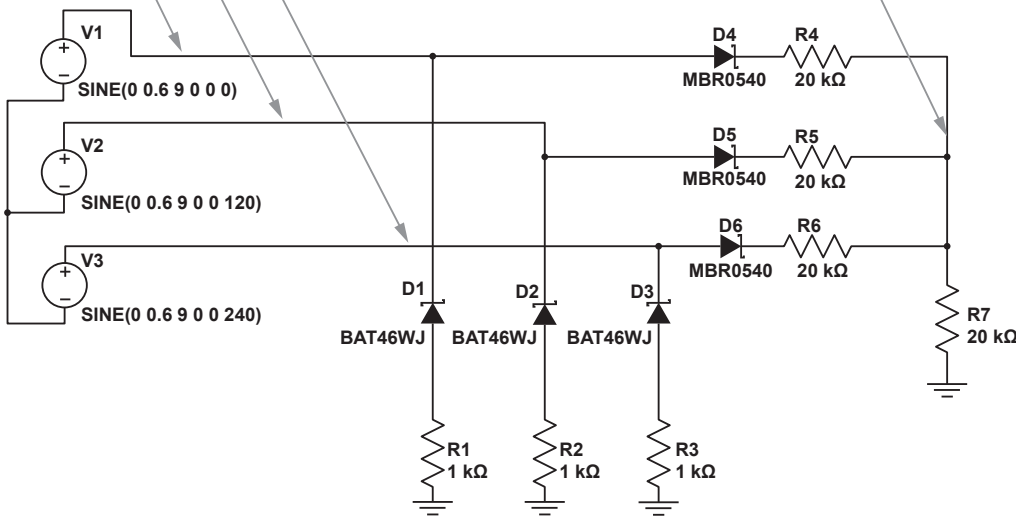 V1
+
−
SINE(0 0.6 9 0 0 0)
D4
MBR0540
R4
20 kΩ
V2
+
−
SINE(0 0.6 9 0 0 120)
D5
MBR0540
R5
20 kΩ
V3
+
−
SINE(0 0.6 9 0 0 240)
D6
MBR0540
R6
20 kΩ
D1
BAT46WJ
D2
BAT46WJ
D3
BAT46WJ
R7
20 kΩ
R1
1 kΩ
R2
1 kΩ
R3
1 kΩ